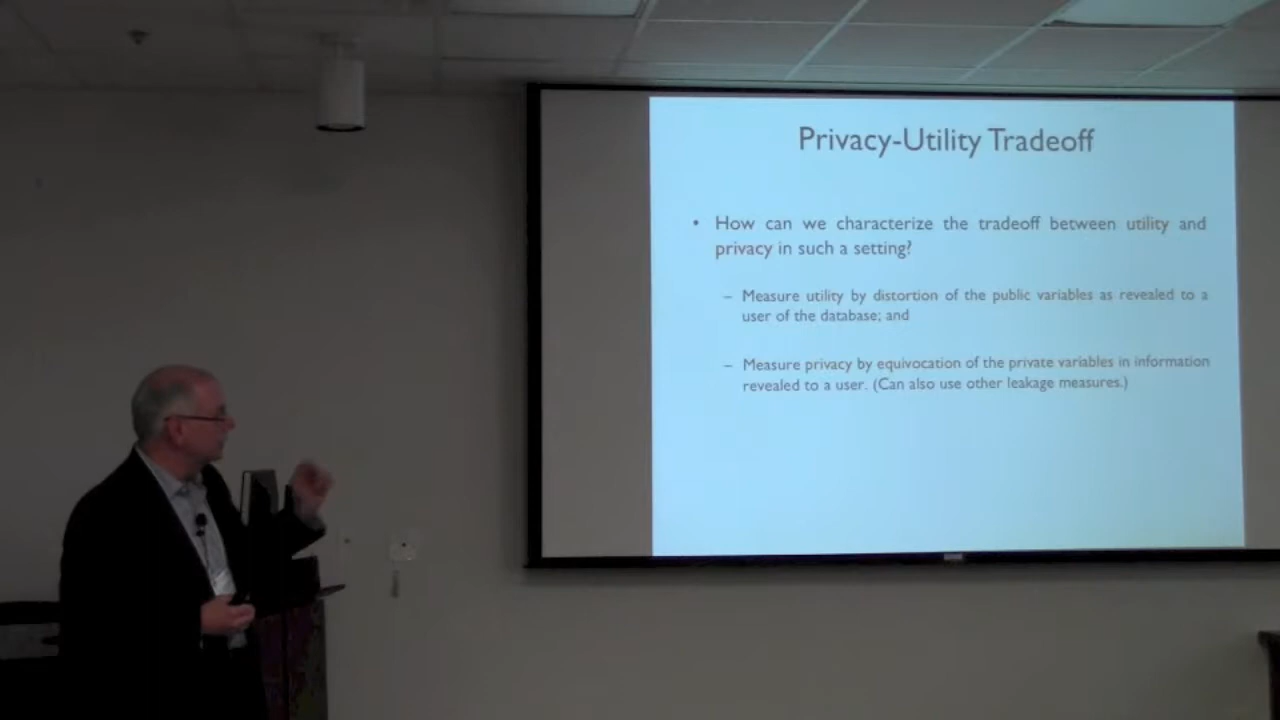 Privacy-Utility Tradeoff
• How can we characterize the tradeoff between utility and
privacy in such a setting?
– Measure utility by distortion of the public variables as revealed to a
user of the database; and
– Measure privacy by equivocation of the private variables in information
revealed to a user. (Can also use other leakage measures.)